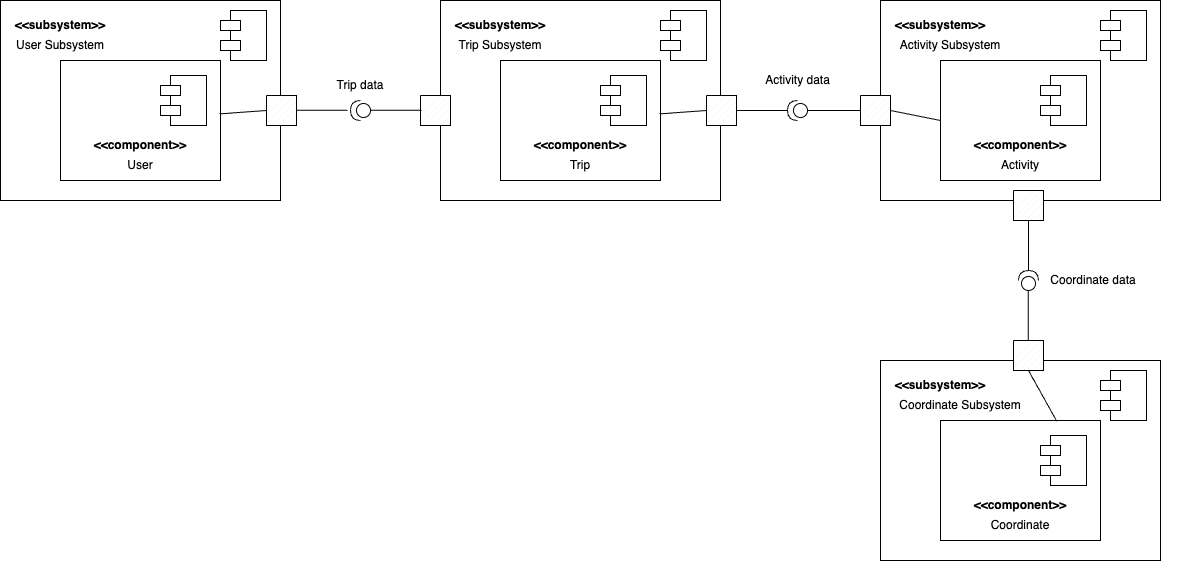 <<subsystem>>
User Subsystem
<<component>>
User
Trip data
<<subsystem>>
Trip Subsystem
<<component>>
Trip
Activity data
<<subsystem>>
Activity Subsystem
<<component>>
Activity
Coordinate data
<<subsystem>>
Coordinate Subsystem
<<component>>
Coordinate